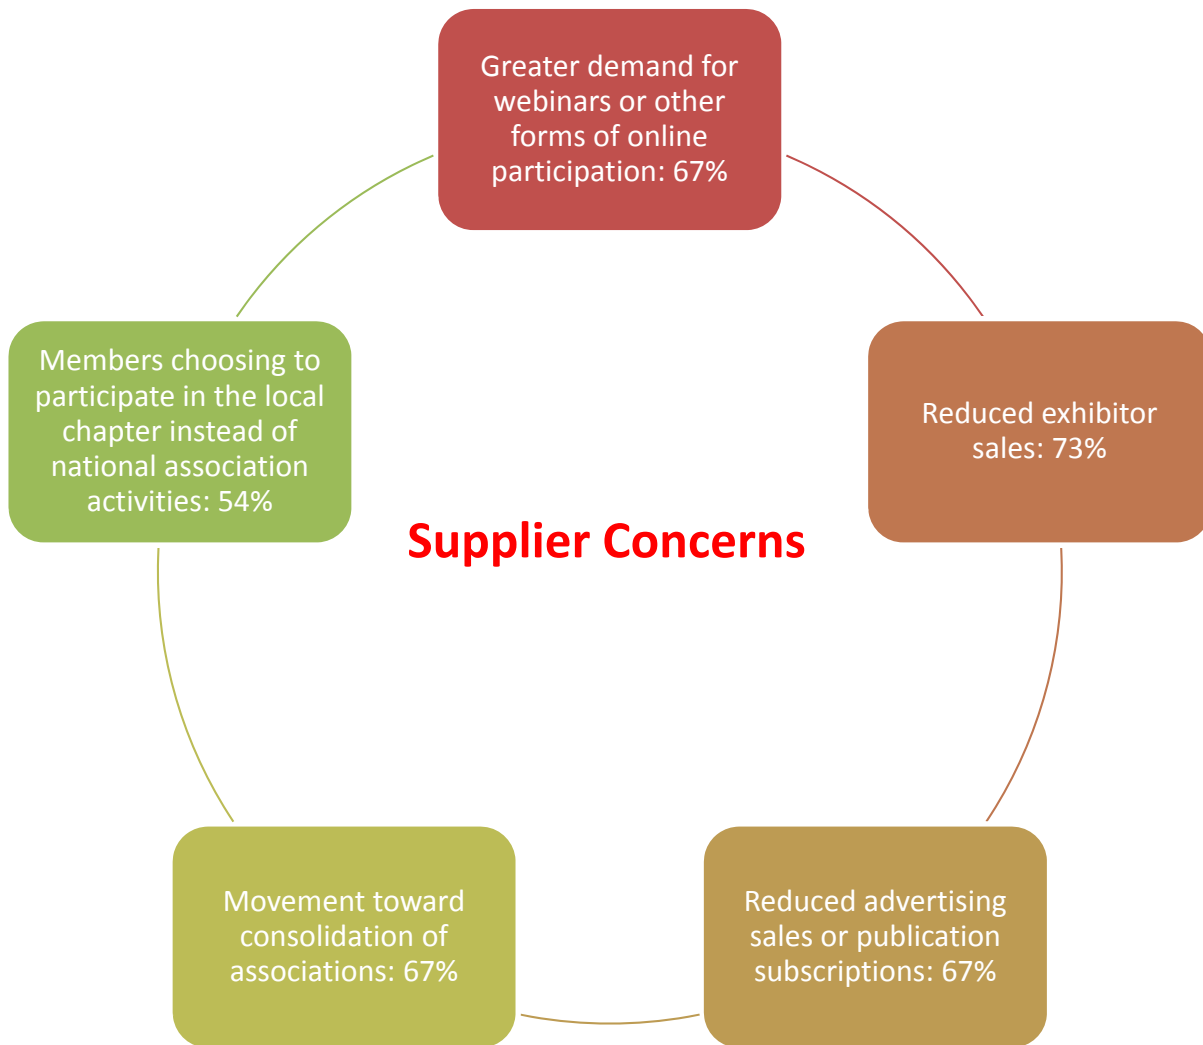 Greater demand for
webinars or other
forms of online
participation: 67%
Members choosing to
participate in the local
chapter instead of
national association
activities: 54%
Reduced exhibitor
sales: 73%
Supplier Concerns
Movement toward
consolidation of
associations: 67%
Reduced advertising
sales or publication
subscriptions: 67%